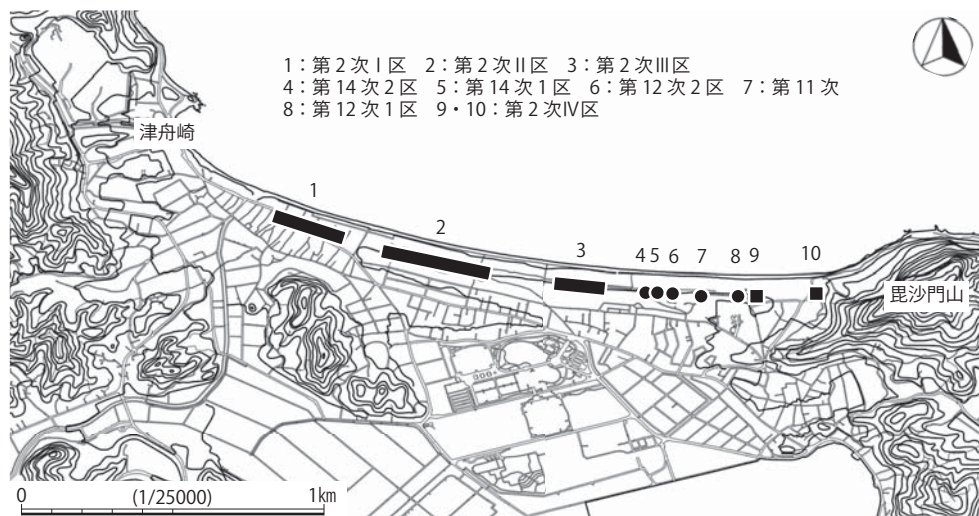 1：第2次Ⅰ区 2：第2次Ⅱ区 3：第2次Ⅲ区
4：第14次2区 5：第14次1区 6：第12次2区 7：第11次
8：第12次1区 9・10：第2次Ⅳ区
津舟崎
1
2
3
4 5 6 7 8 9 10
毘沙門山
0 (1/25000) 1km